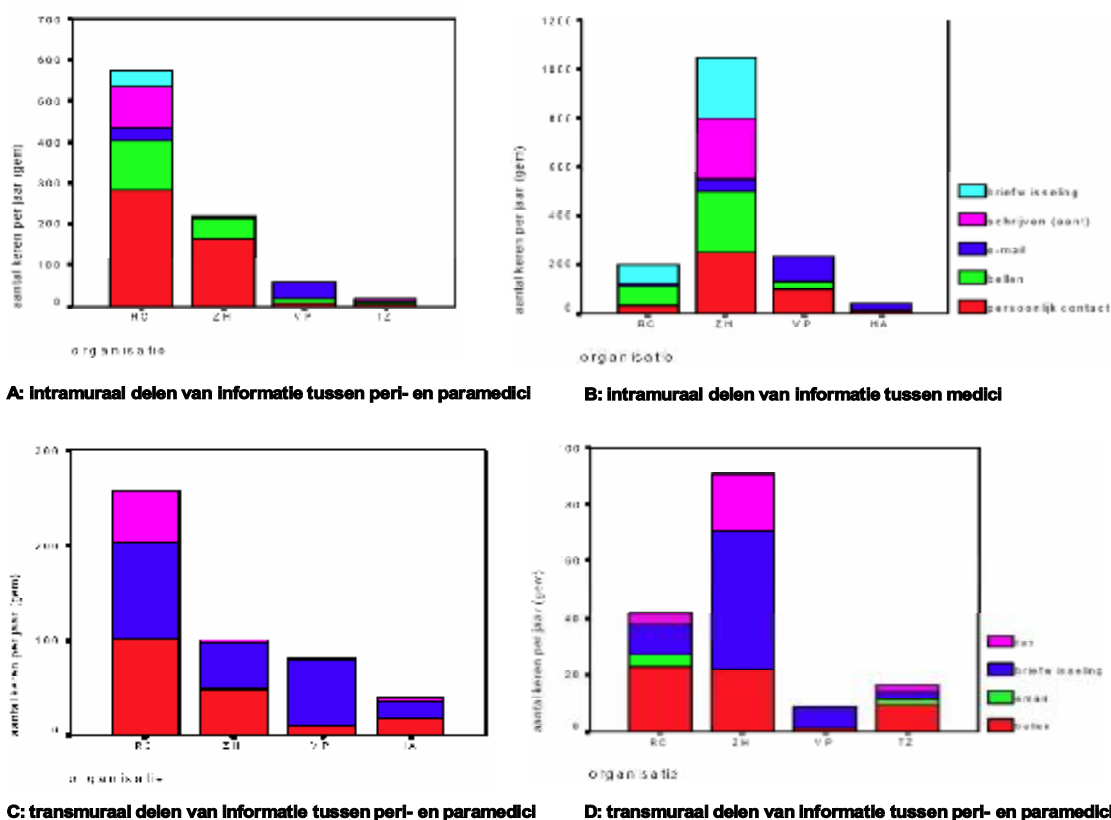 700
600
500
400
300
200
100
0
aantal keren per jaar (gem)
RC ZH VP TZ
organisatie
1200
1000
800
600
400
200
0
aantal keren per jaar (gem)
RC ZH VP HA
organisatie
briefwisseling
schrijven (aant)
e-mail
bellen
persoonlijk contact
A: intramuraal delen van informatie tussen peri- en paramedici
B: intramuraal delen van informatie tussen medici
300
200
100
0
aantal keren per jaar (gem)
RC ZH VP
organisatie
100
80
60
40
20
0
aantal keren per jaar (gem)
RC ZH VP TZ
organisatie
fax
briefwisseling
email
bellen
C: transmuraal delen van informatie tussen peri- en paramedici
D: transmuraal delen van informatie tussen peri- en paramedici